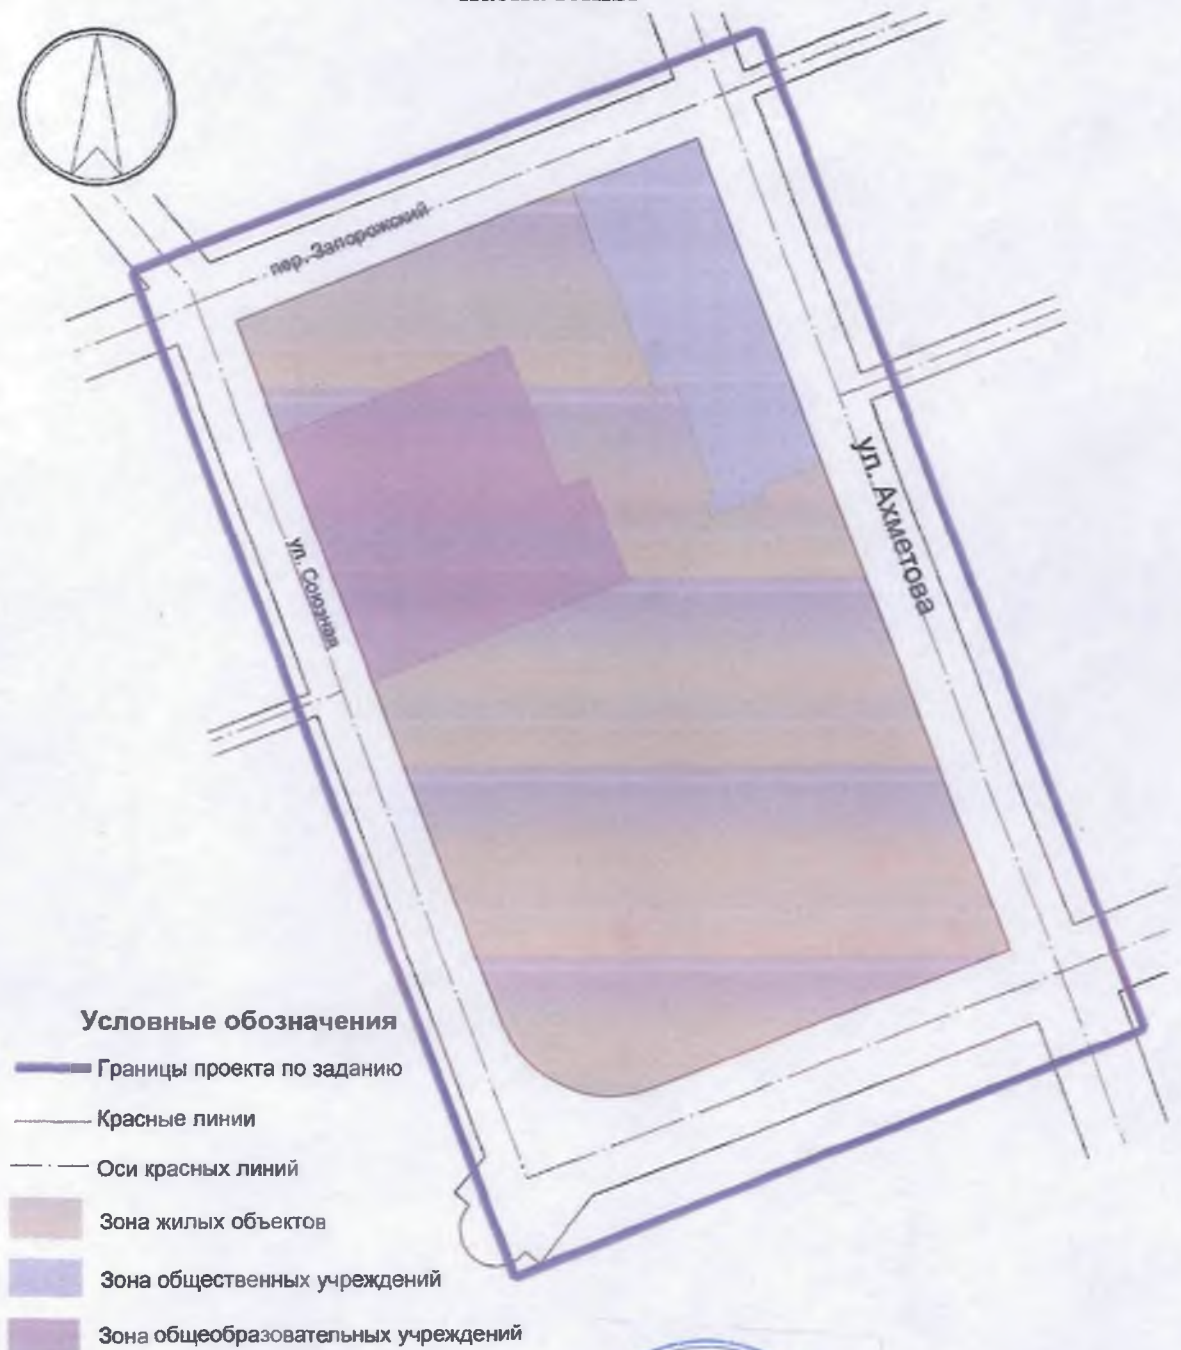 пер. Запорожский
ул. Ахметова
ул. Союзная
Условные обозначения
Границы проекта по заданию
Красные линии
Оси красных линий
Зона жилых объектов
Зона общественных учреждений
Зона общеобразовательных учреждений